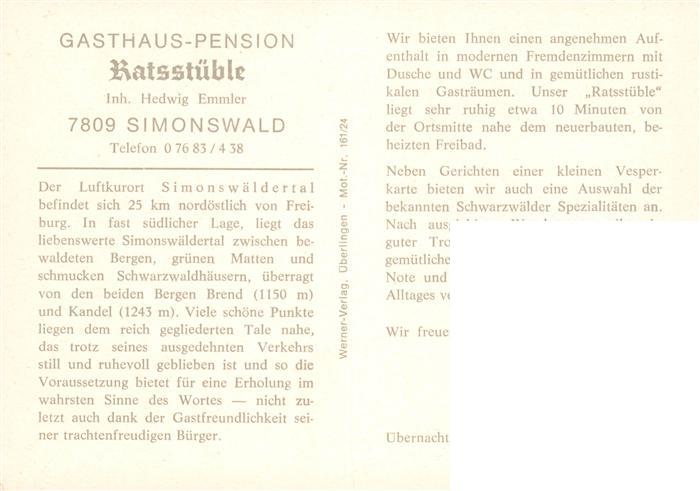 GASTHAUS-PENSION
Ratsstüble
Inh. Hedwig Emmler
7809 SIMONSWALD
Telefon 0 76 83 / 4 38
Der Luftkurort Simonswäldertal
befindet sich 25 km nordöstlich von Frei-
burg. In fast südlicher Lage, liegt das
liebenswerte Simonswäldertal zwischen be-
waldeten Bergen, grünen Matten und
schmucken Schwarzwaldhäusern, überragt
von den beiden Bergen Brend (1150 m)
und Kandel (1243 m). Viele schöne Punkte
liegen dem reich gegliederten Tale nahe,
das trotz seines ausgedehnten Verkehrs
still und ruhevoll geblieben ist und so die
Voraussetzung bietet für eine Erholung im
wahrsten Sinne des Wortes — nicht zu-
letzt auch dank der Gastfreundlichkeit sei-
ner trachtenfreudigen Bürger.
Werner-Verlag, Überlingen - Mot.-Nr. 161/24
Wir bieten Ihnen einen angenehmen Auf-
enthalt in modernen Fremdenzimmern mit
Dusche und WC und in gemütlichen rusti-
kalen Gasträumen. Unser „Ratsstüble“
liegt sehr ruhig etwa 10 Minuten von
der Ortsmitte nahe dem neuerbauten, be-
heizten Freibad.
Neben Gerichten einer kleinen Vesper-
karte bieten wir auch eine Auswahl der
bekannten Schwarzwälder Spezialitäten an.
Nach
guter
gemütliche
Note und
Alltages
Wir freue
Übernacht